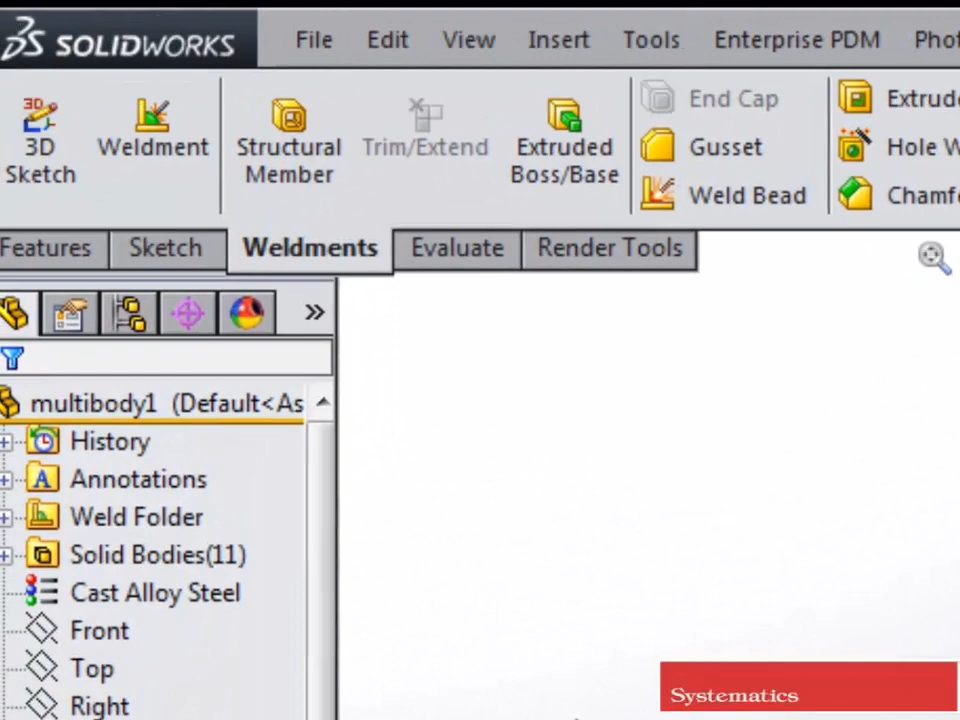 SOLIDWORKS File Edit View Insert Tools Enterprise PDM
3D Sketch
Weldment
Structural Member
Trim/Extend
Extruded Boss/Base
End Cap
Gusset
Weld Bead
Hole
Features Sketch Weldments Evaluate Render Tools
multibody1 (Default<As
History
A Annotations
Weld Folder
Solid Bodies(11)
Cast Alloy Steel
Front
Top
Right
Systematics